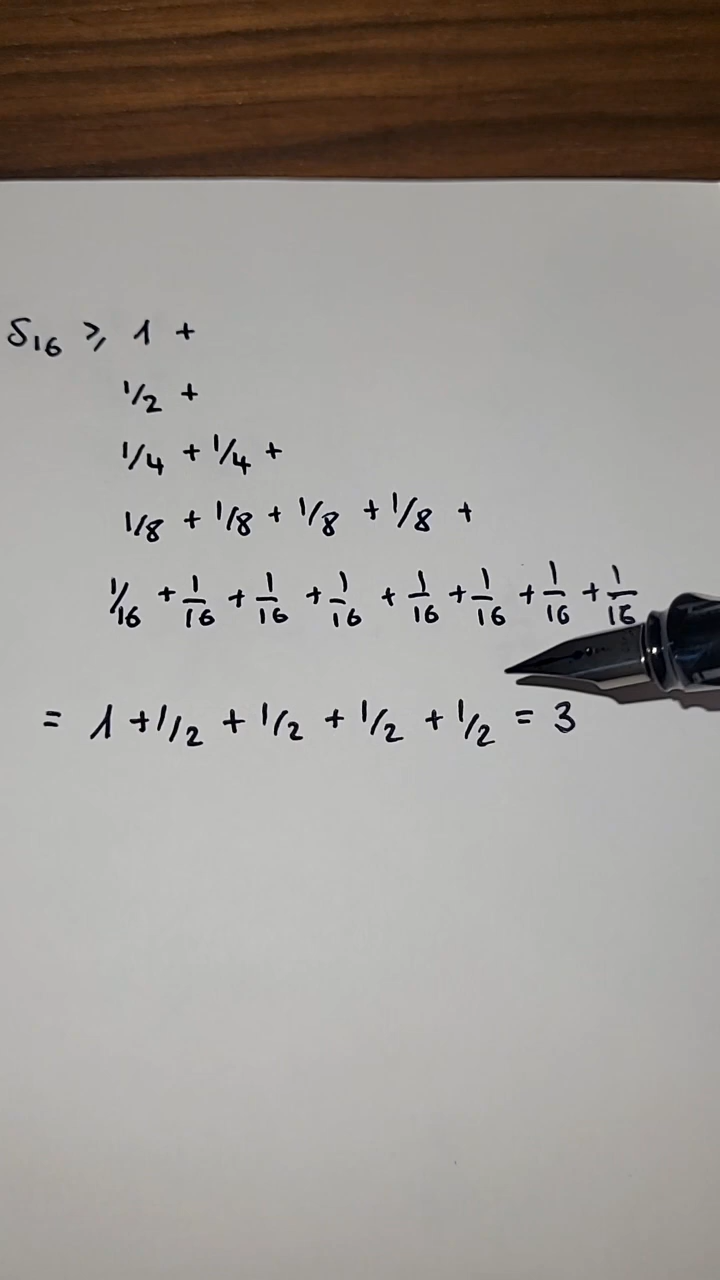 S₁₆ ⩾ 1 +
1/2 +
1/4 + 1/4 +
1/8 + 1/8 + 1/8 + 1/8 +
1/16 + 1/16 + 1/16 + 1/16 + 1/16 + 1/16 + 1/16 + 1/16
= 1 + 1/2 + 1/2 + 1/2 + 1/2 = 3